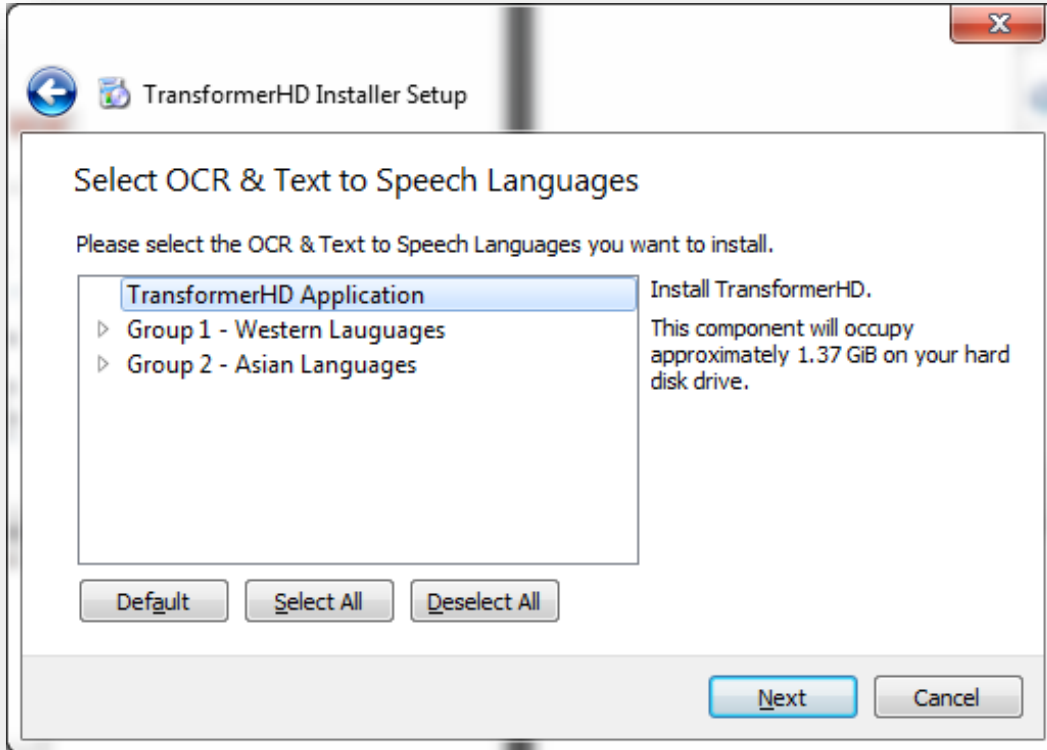 TransformerHD Installer Setup
Select OCR & Text to Speech Languages
Please select the OCR & Text to Speech Languages you want to install.
TransformerHD Application
Group 1 - Western Lauguages
Group 2 - Asian Languages
Install TransformerHD.
This component will occupy
approximately 1.37 GiB on your hard
disk drive.
Default
Select All
Deselect All
Next
Cancel